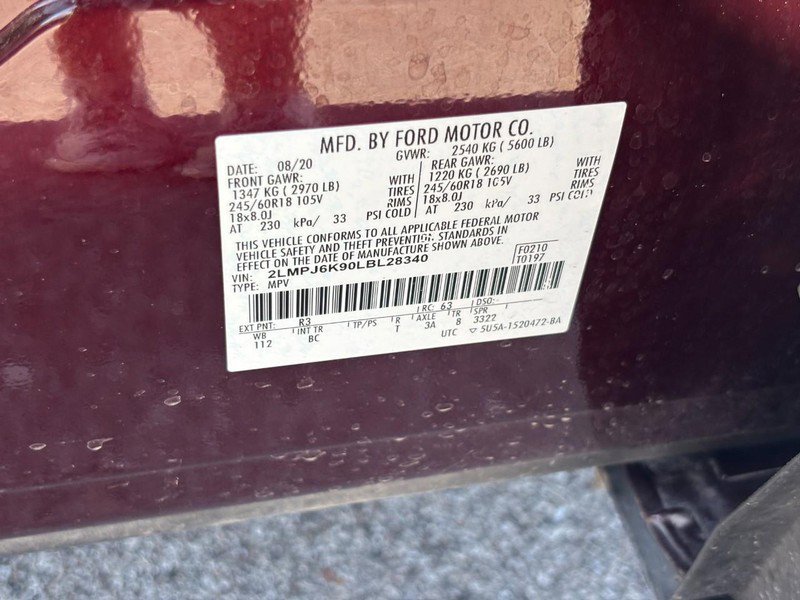 MFD. BY FORD MOTOR CO.
DATE: 08/20 GVWR: 2540 KG ( 5600 LB)
FRONT GAWR: REAR GAWR:
1347 KG ( 2970 LB) WITH 1220 KG ( 2690 LB) WITH
245/60R18 105V TIRES 245/60R18 105V TIRES
18x8.0J RIMS 18x8.0J RIMS
AT 230 kPa/ 33 PSI COLD AT 230 kPa/ 33 PSI COLD
THIS VEHICLE CONFORMS TO ALL APPLICABLE FEDERAL MOTOR
VEHICLE SAFETY AND THEFT PREVENTION STANDARDS IN
EFFECT ON THE DATE OF MANUFACTURE SHOWN ABOVE.
VIN: 2LMPJ6K90LBL28340 F0210
TYPE: MPV T0197
EXT PNT: R3 RC: 63 DSO:
WB INT TR TP/PS R AXLE TR SPR
112 BC T 3A 8 3322
UTC ▽ 5U5A-1520472-BA